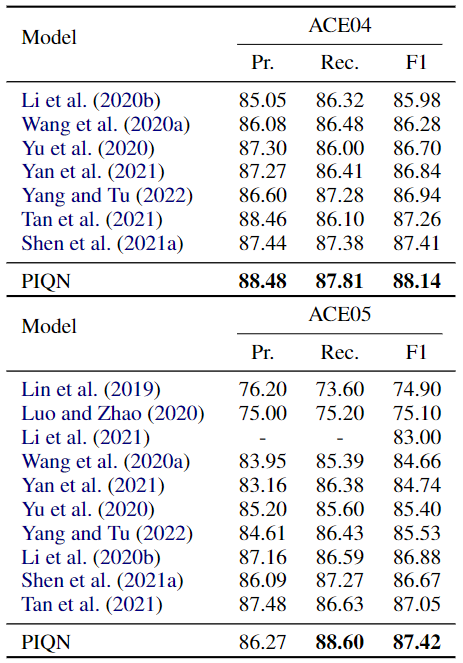 Model ACE04
Pr. Rec. F1
Li et al. (2020b) 85.05 86.32 85.98
Wang et al. (2020a) 86.08 86.48 86.28
Yu et al. (2020) 87.30 86.00 86.70
Yan et al. (2021) 87.27 86.41 86.84
Yang and Tu (2022) 86.60 87.28 86.94
Tan et al. (2021) 88.46 86.10 87.26
Shen et al. (2021a) 87.44 87.38 87.41
PIQN 88.48 87.81 88.14
Model ACE05
Pr. Rec. F1
Lin et al. (2019) 76.20 73.60 74.90
Luo and Zhao (2020) 75.00 75.20 75.10
Li et al. (2021) - - 83.00
Wang et al. (2020a) 83.95 85.39 84.66
Yan et al. (2021) 83.16 86.38 84.74
Yu et al. (2020) 85.20 85.60 85.40
Yang and Tu (2022) 84.61 86.43 85.53
Li et al. (2020b) 87.16 86.59 86.88
Shen et al. (2021a) 86.09 87.27 86.67
Tan et al. (2021) 87.48 86.63 87.05
PIQN 86.27 88.60 87.42